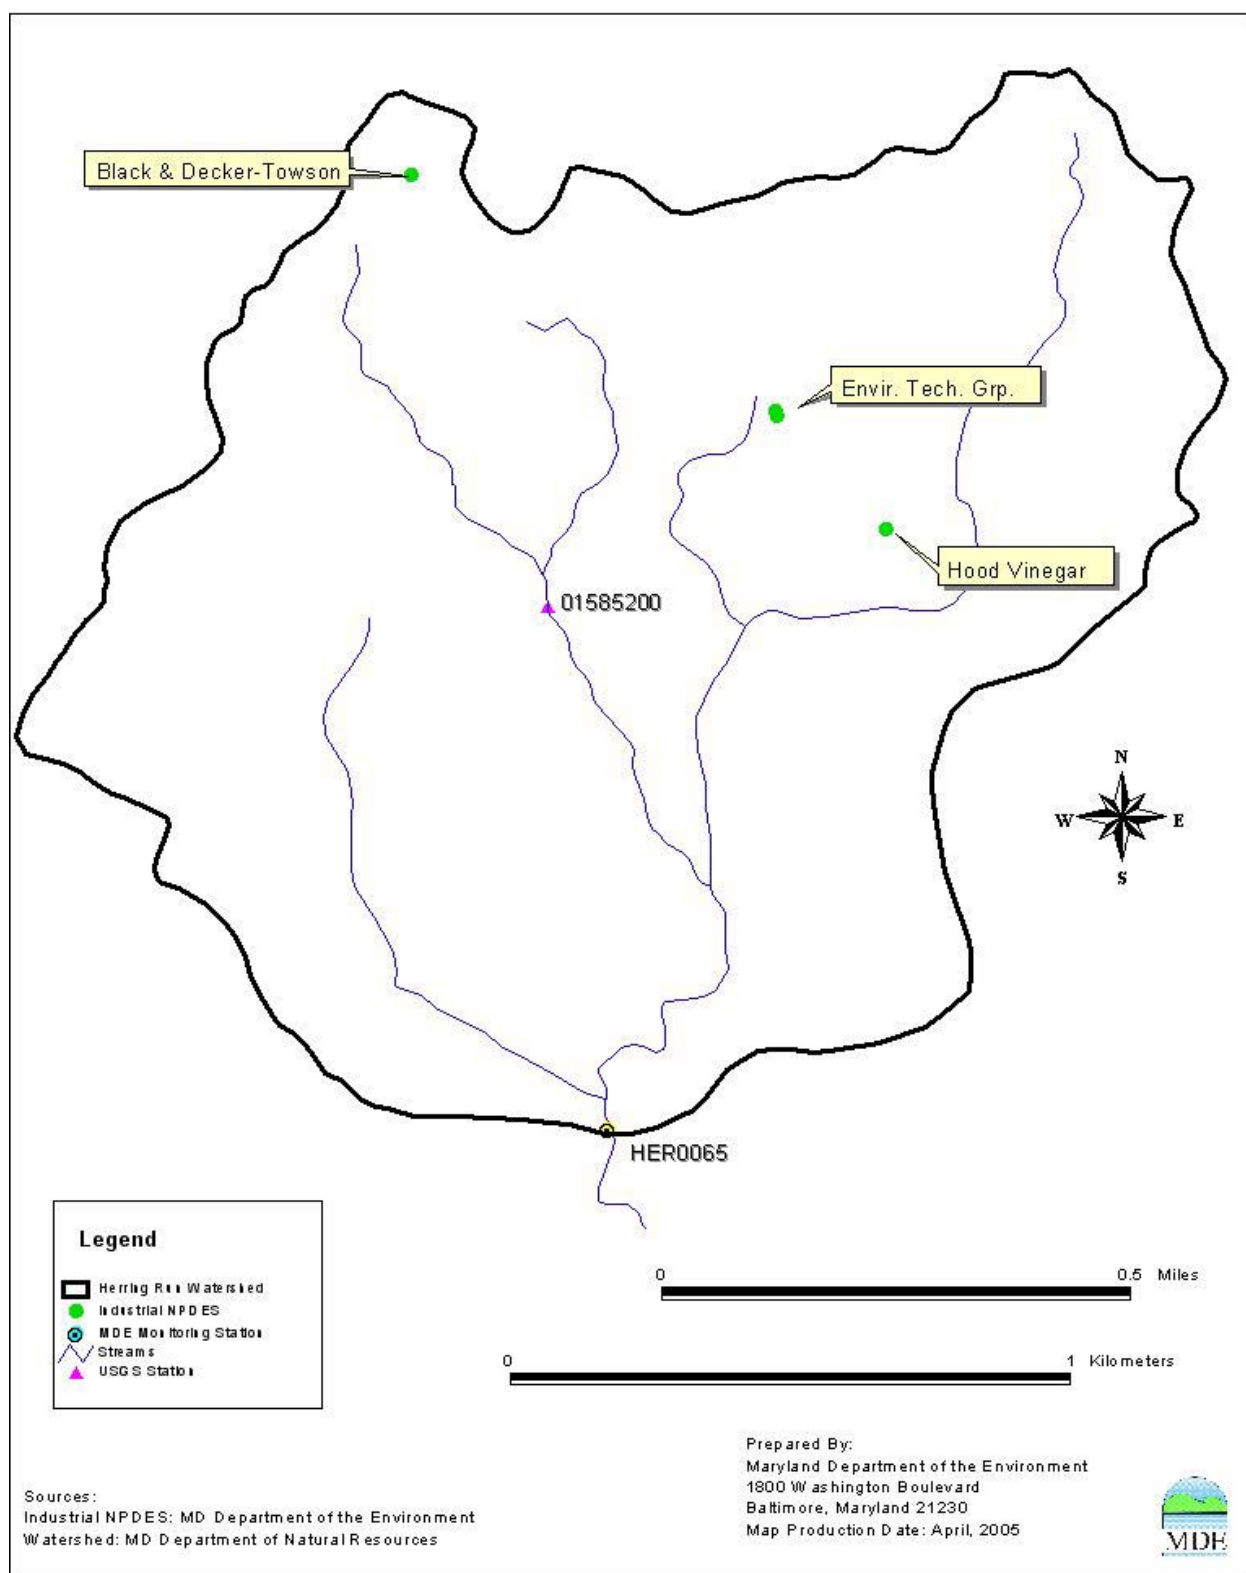 Black & Decker-Towson
Envir. Tech. Grp.
Hood Vinegar
01585200
N
W
E
S
HER0065
Legend
Herring Run Watershed
Industrial NPDES
MDE Monitoring Station
Streams
USGS Station
0
0.5 Miles
0
1 Kilometers
Prepared By:
Maryland Department of the Environment
1800 Washington Boulevard
Baltimore, Maryland 21230
Map Production Date: April, 2005
Sources:
Industrial NPDES: MD Department of the Environment
Watershed: MD Department of Natural Resources
MDE